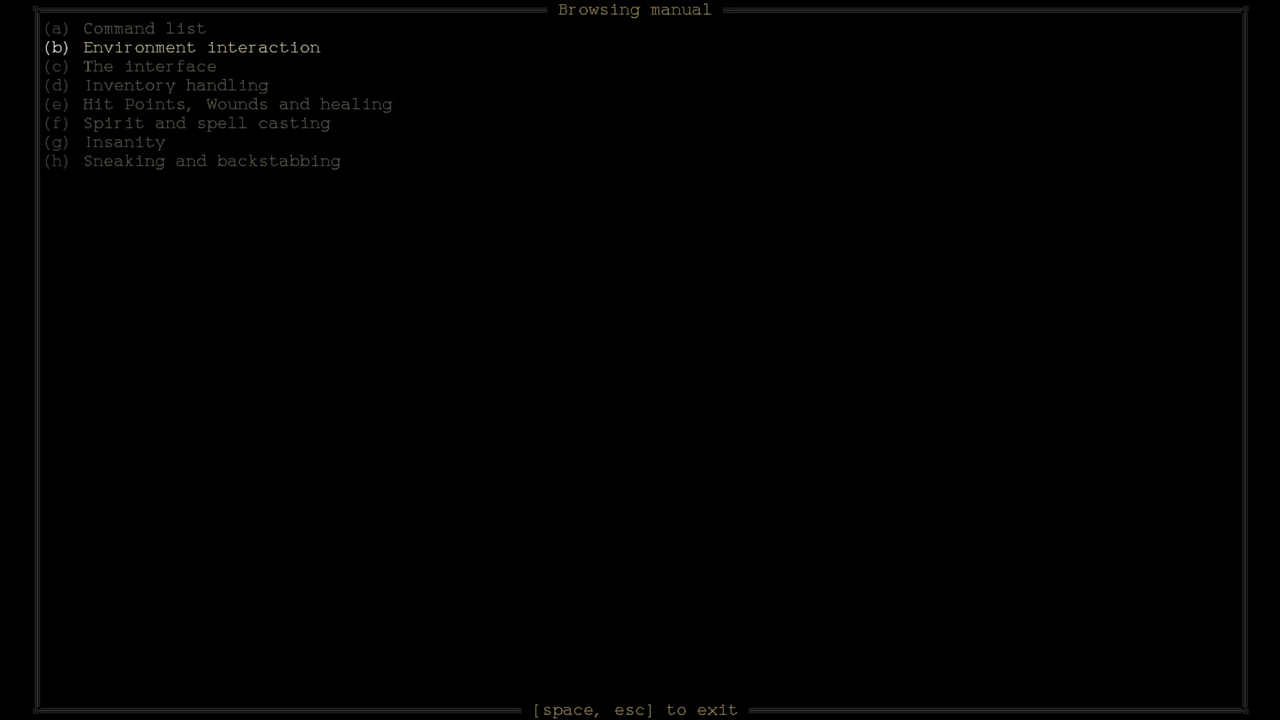 Browsing manual
(a) Command list
(b) Environment interaction
(c) The interface
(d) Inventory handling
(e) Hit Points, Wounds and healing
(f) Spirit and spell casting
(g) Insanity
(h) Sneaking and backstabbing
[space, esc] to exit